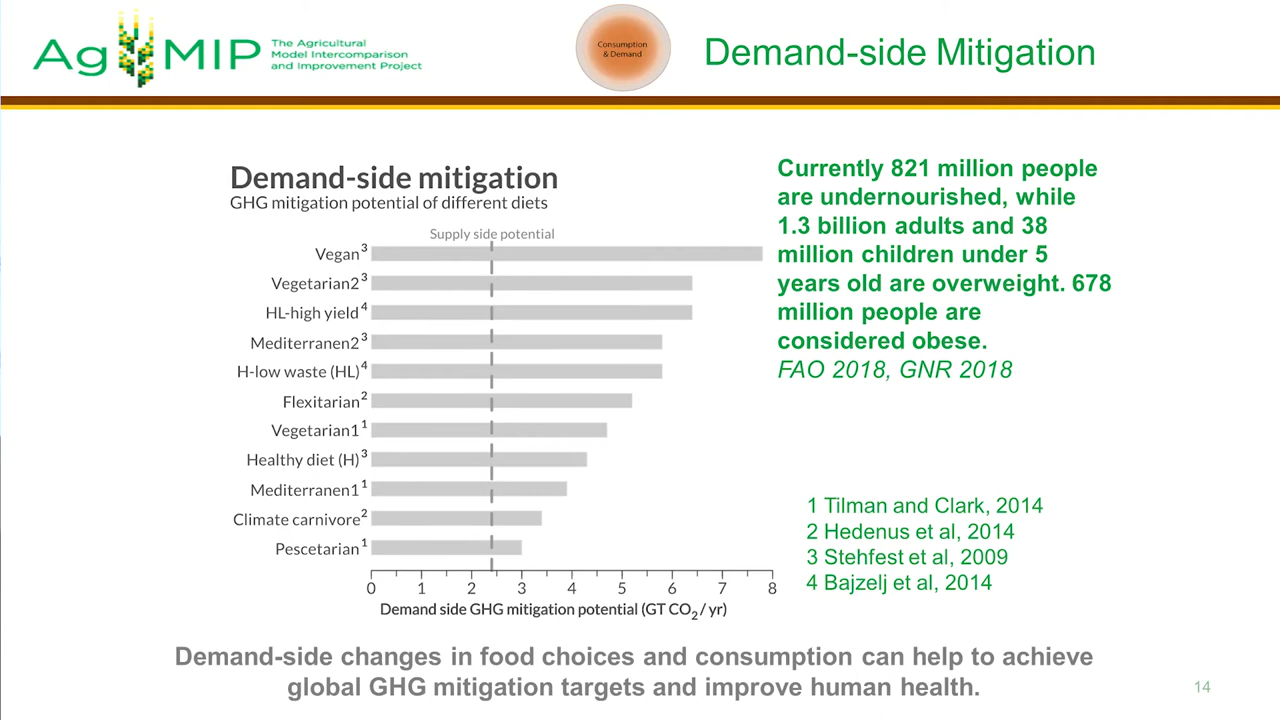 AgMIP
The Agricultural
Model Intercomparison
and Improvement Project
Consumption
& Demand
Demand-side Mitigation
Demand-side mitigation
GHG mitigation potential of different diets
Supply side potential
Vegan³
Vegetarian2³
HL-high yield⁴
Mediterranen2³
H-low waste (HL)⁴
Flexitarian²
Vegetarian1¹
Healthy diet (H)³
Mediterranen1¹
Climate carnivore²
Pescetarian¹
0 1 2 3 4 5 6 7 8
Demand side GHG mitigation potential (GT CO₂ / yr)
Currently 821 million people
are undernourished, while
1.3 billion adults and 38
million children under 5
years old are overweight. 678
million people are
considered obese.
FAO 2018, GNR 2018
1 Tilman and Clark, 2014
2 Hedenus et al, 2014
3 Stehfest et al, 2009
4 Bajzelj et al, 2014
Demand-side changes in food choices and consumption can help to achieve
global GHG mitigation targets and improve human health.
14